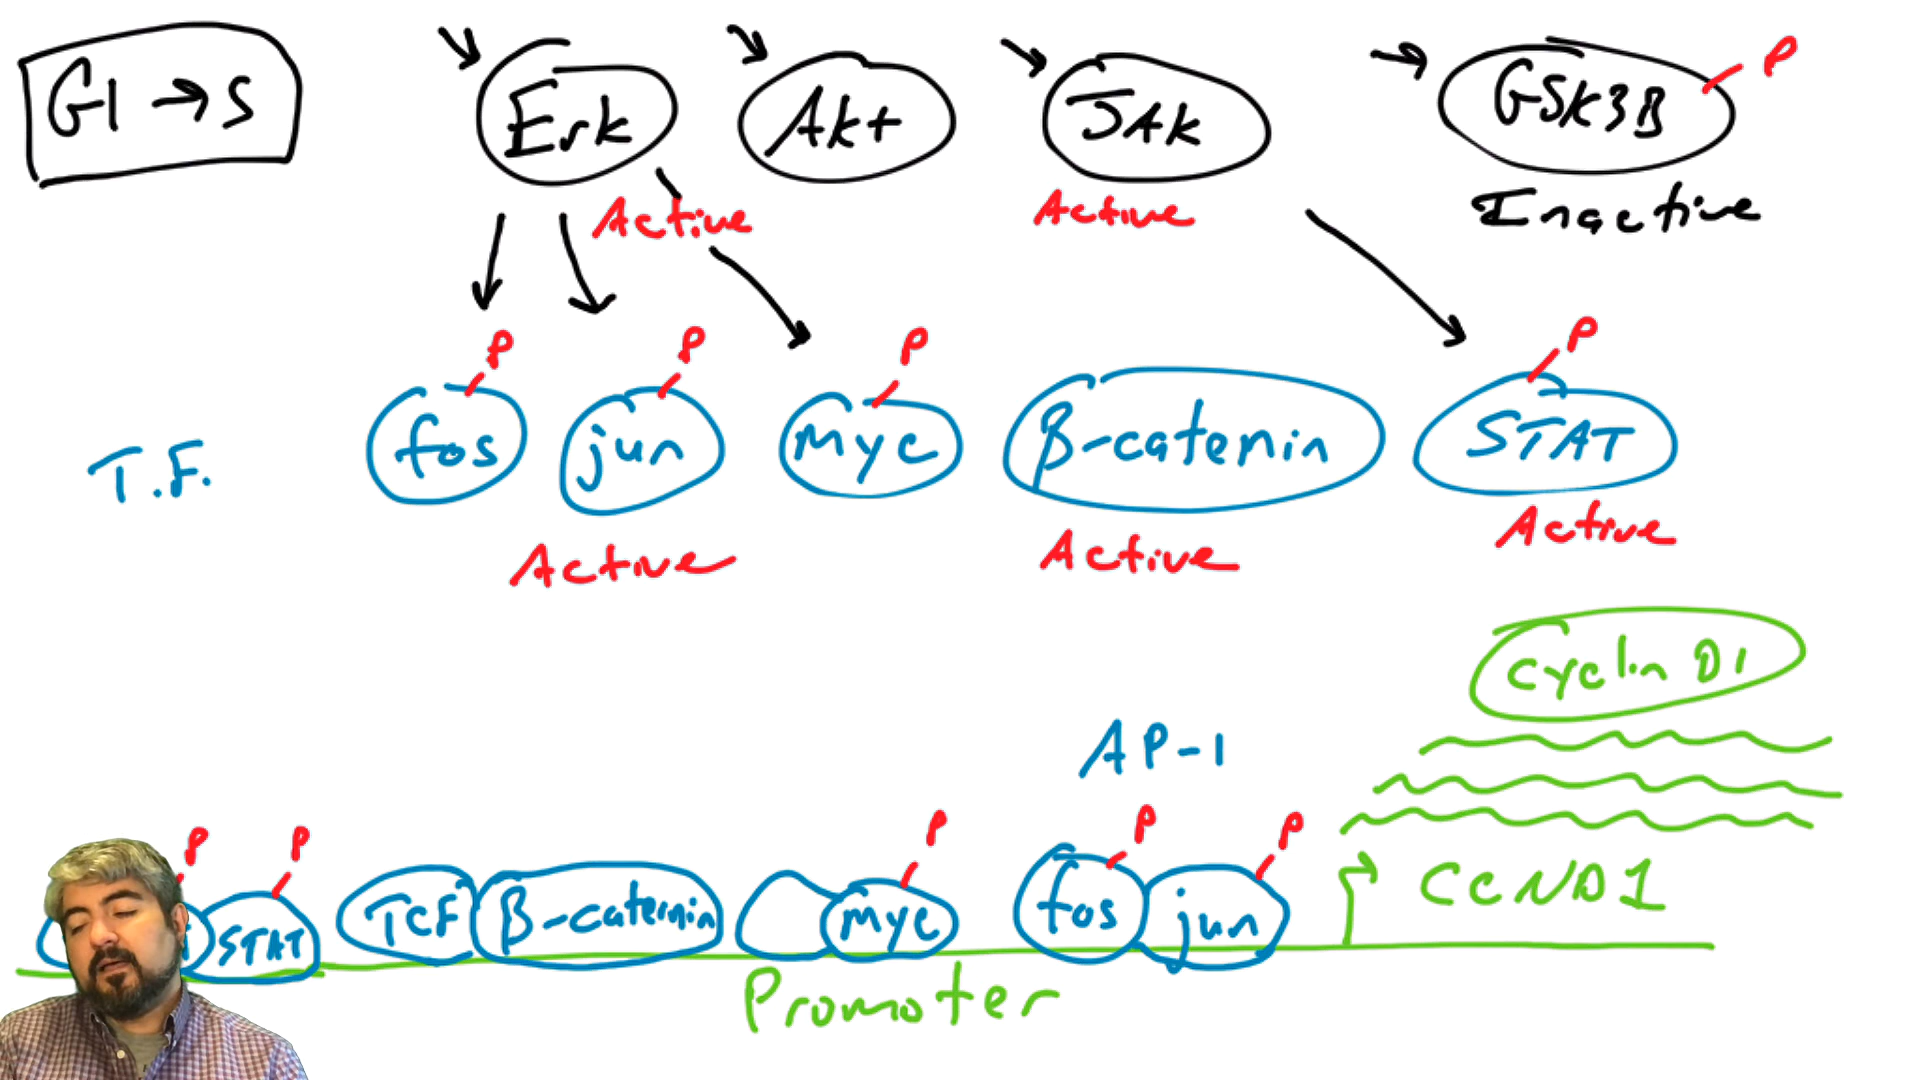 G1 → S
Erk Akt JAK GSK3B P
Active Active Inactive
P P P P
T.F. fos jun Myc β-catenin STAT
Active Active Active
cyclin D1
AP-1
P P P P P
STAT TCF β-catenin Myc fos jun CCND1
Promoter